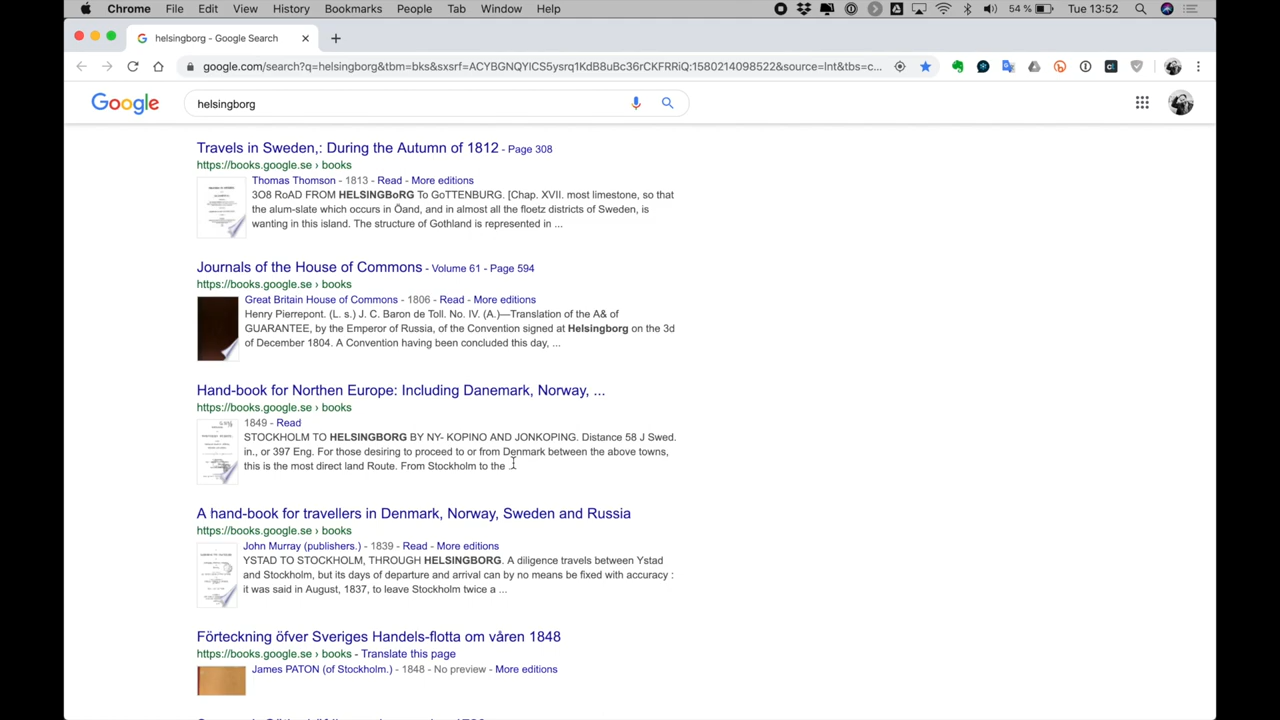 Chrome File Edit View History Bookmarks People Tab Window Help 54 % Tue 13:52
helsingborg - Google Search
google.com/search?q=helsingborg&tbm=bks&sxsrf=ACYBGNQYlCS5ysrq1KdB8uBc36rCKFRRiQ:1580214098522&source=lnt&tbs=c...
Google helsingborg
Travels in Sweden,: During the Autumn of 1812 - Page 308
https://books.google.se › books
Thomas Thomson - 1813 - Read - More editions
3O8 RoAD FROM HELSINGBoRG To GoTTENBERG. [Chap. XVII, most limestone, so that
the alum-slate which occurs in Öand, and in almost all the floetz districts of Sweden, is
wanting in this island. The structure of Gothland is represented in ...
Journals of the House of Commons - Volume 61 - Page 594
https://books.google.se › books
Great Britain House of Commons - 1806 - Read - More editions
Henry Pierrepont. (L. s.) J. C. Baron de Toll. No. IV. (A.)—Translation of the A& of
GUARANTEE, by the Emperor of Russia, of the Convention signed at Helsingborg on the 3d
of December 1804. A Convention having been concluded this day, ...
Hand-book for Northen Europe: Including Danemark, Norway, ...
https://books.google.se › books
1849 - Read
STOCKHOLM TO HELSINGBORG BY NY- KOPING AND JONKOPING. Distance 58 J Swed.
in., or 397 Eng. For those desiring to proceed to or from Denmark between the above towns,
this is the most direct land Route. From Stockholm to the ...
A hand-book for travellers in Denmark, Norway, Sweden and Russia
https://books.google.se › books
John Murray (publishers.) - 1839 - Read - More editions
YSTAD TO STOCKHOLM, THROUGH HELSINGBORG. A diligence travels between Ystad
and Stockholm, but its days of departure and arrival can by no means be fixed with accuracy :
it was said in August, 1837, to leave Stockholm twice a ...
Förteckning öfver Sveriges Handels-flotta om våren 1848
https://books.google.se › books - Translate this page
James PATON (of Stockholm.) - 1848 - No preview - More editions